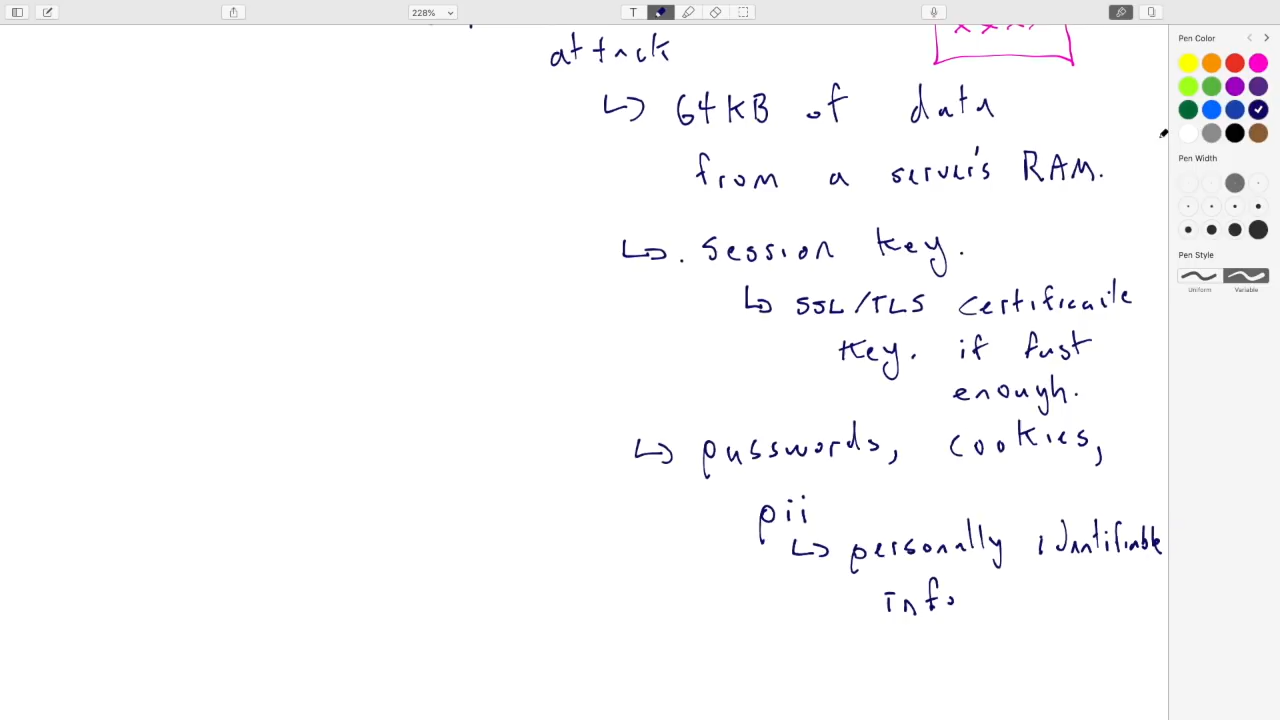 228%
T
Pen Color
attack
↳ 64KB of data
from a server's RAM.
Pen Width
↳ . session key.
Pen Style
Uniform Variable
↳ SSL/TLS certificate
key. if fast
enough.
↳ passwords, cookies,
pii
↳ personally identifiable
info